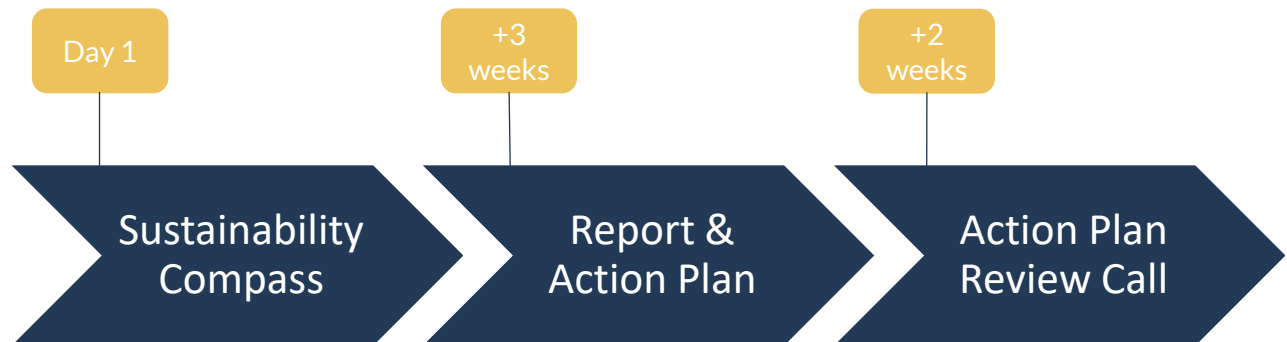 Day 1
+3
weeks
+2
weeks
Sustainability
Compass
Report &
Action Plan
Action Plan
Review Call